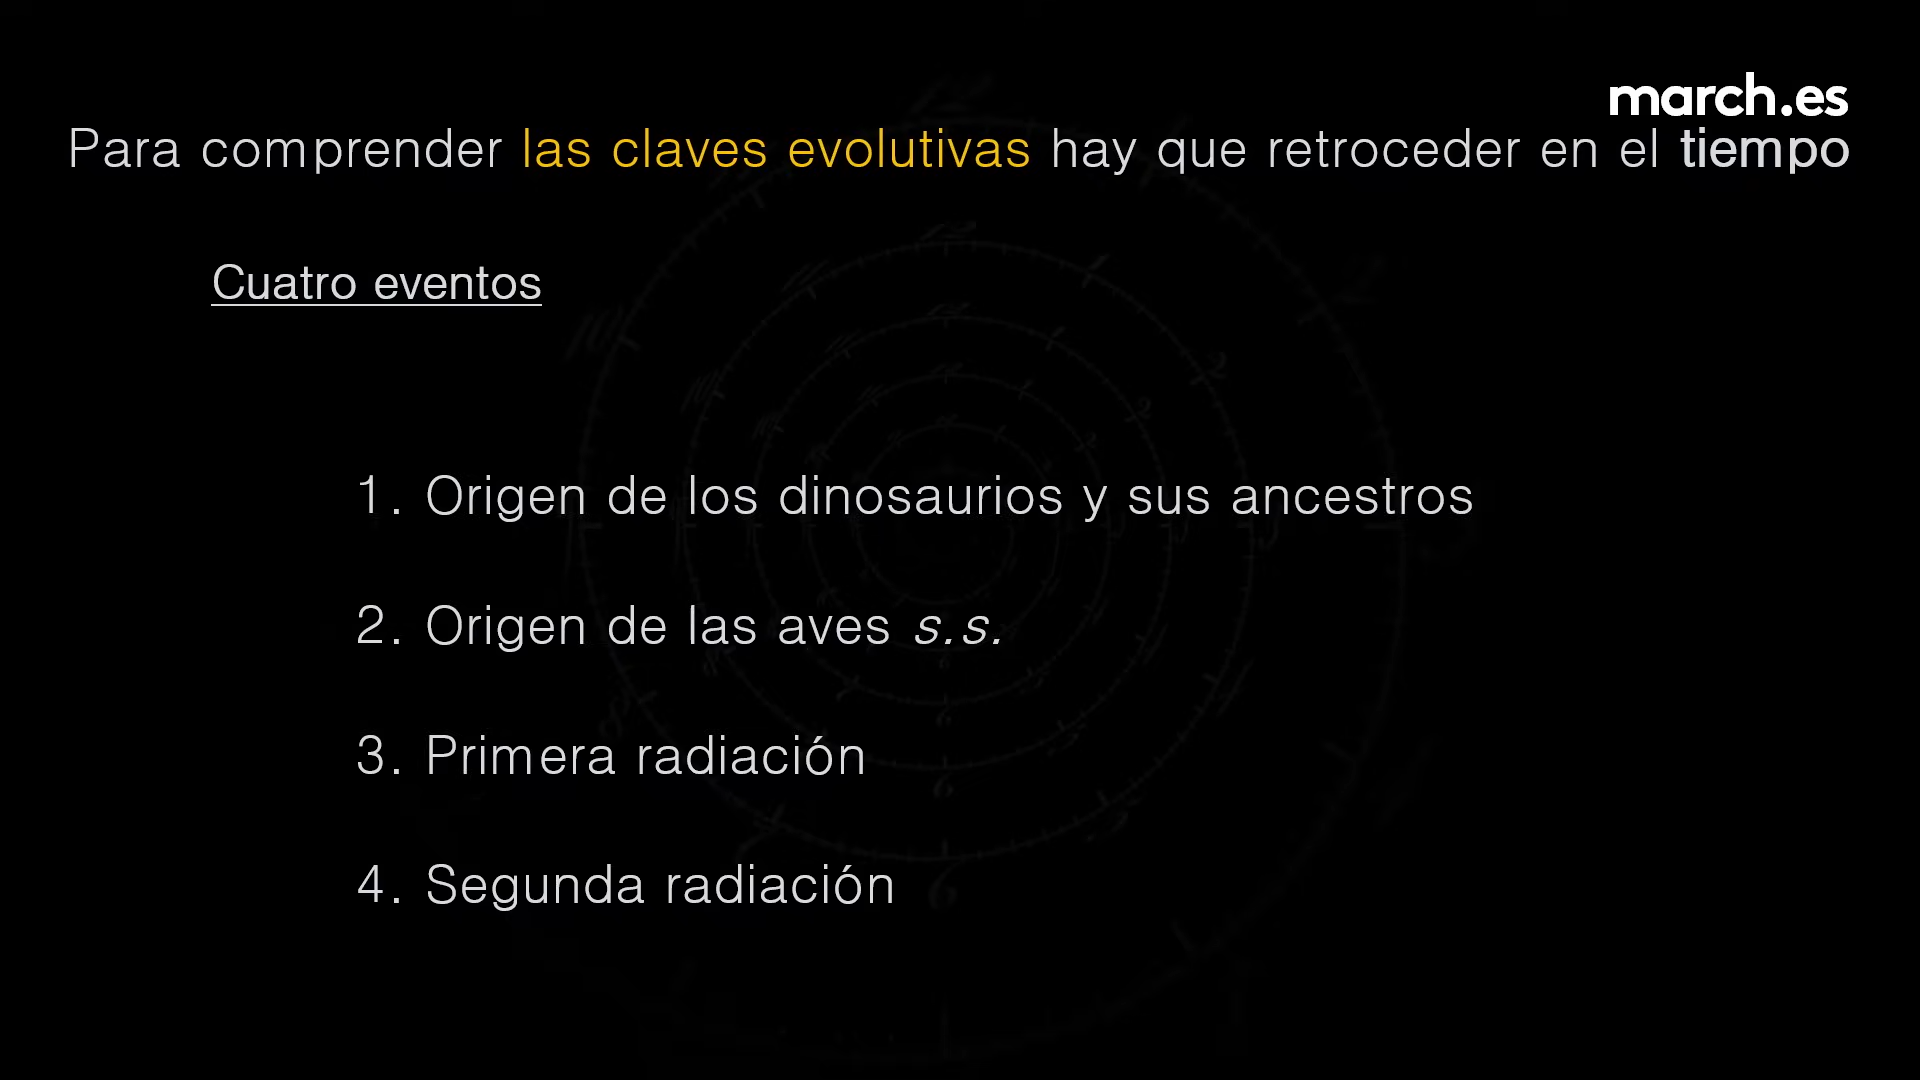 march.es
Para comprender las claves evolutivas hay que retroceder en el tiempo
Cuatro eventos
1. Origen de los dinosaurios y sus ancestros
2. Origen de las aves s.s.
3. Primera radiación
4. Segunda radiación